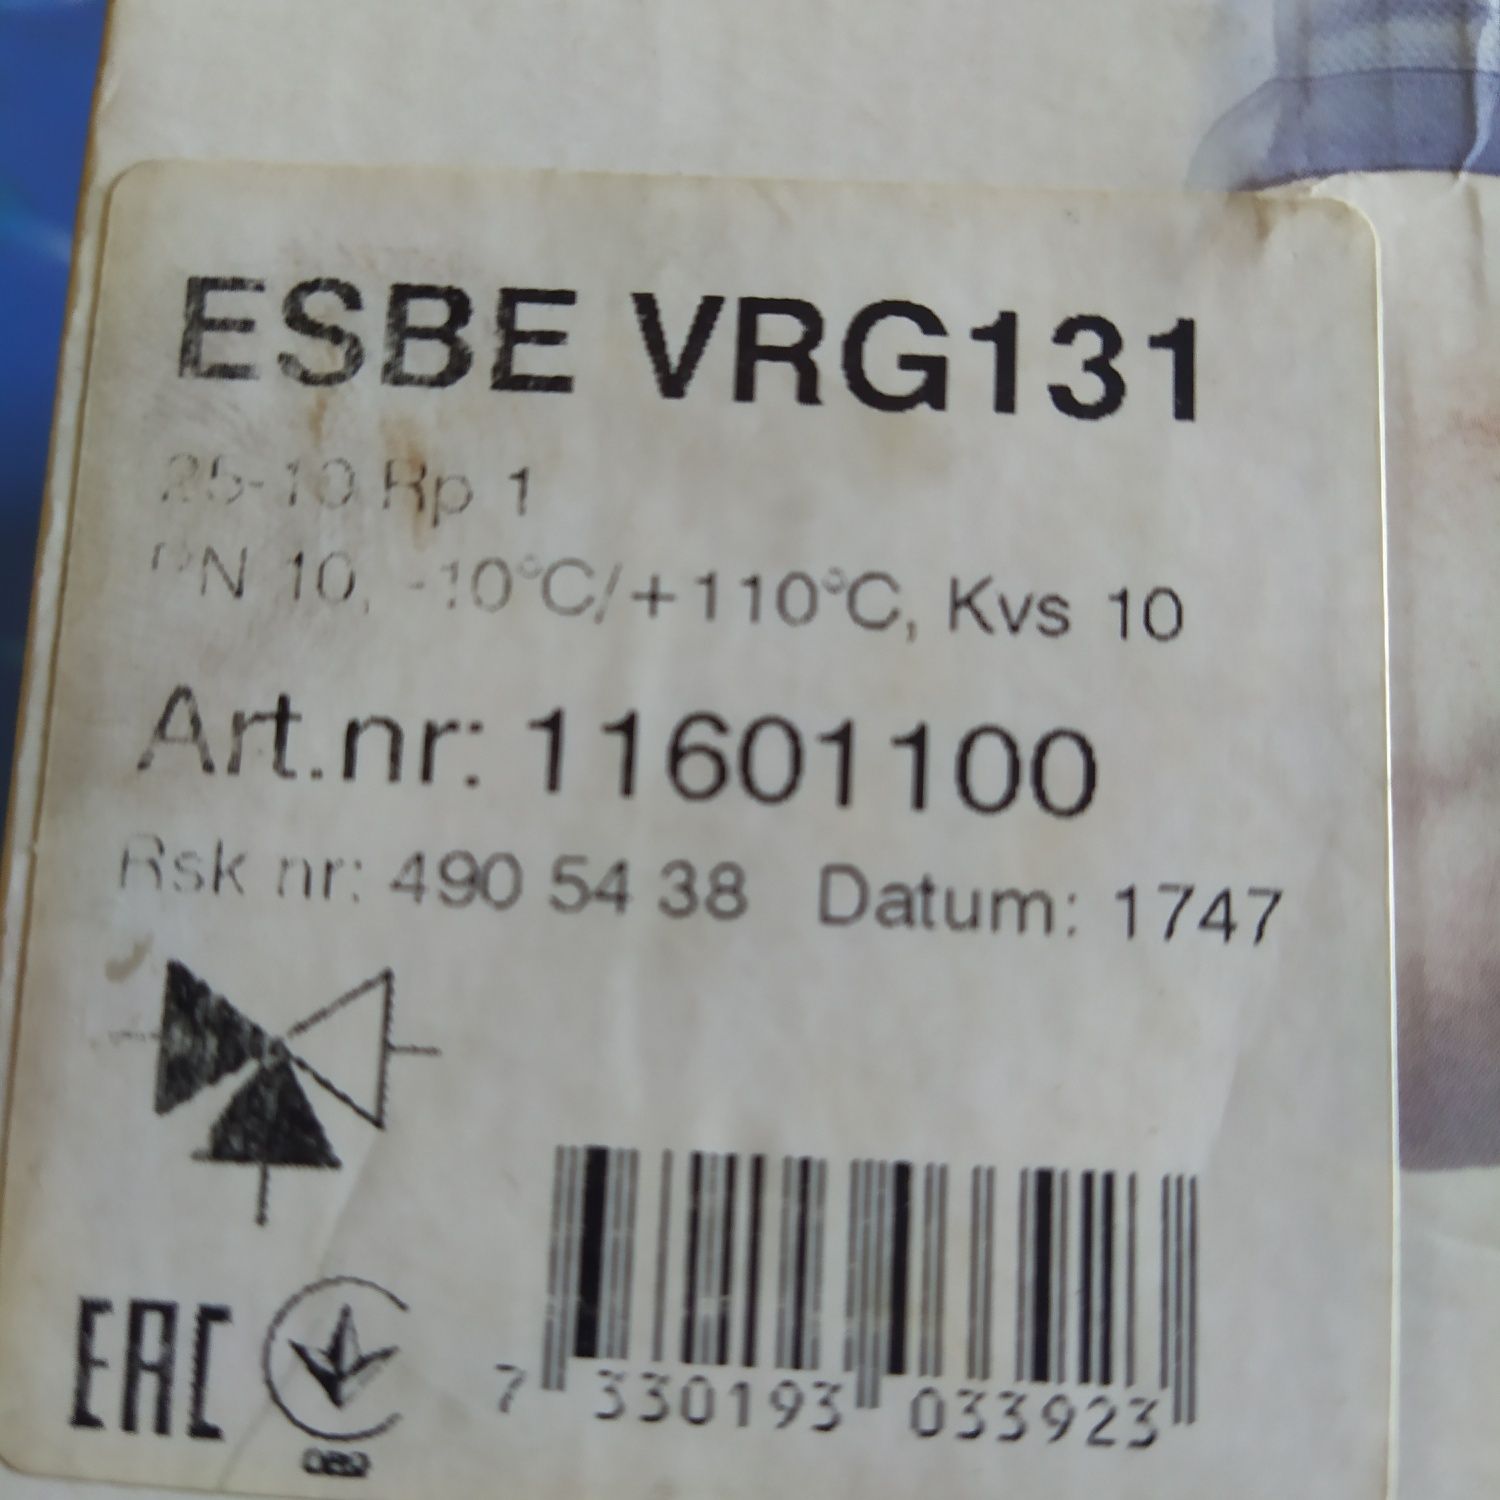 ESBE VRG131
25-10 Rp 1
PN 10, -10°C/+110°C, Kvs 10
Art.nr: 11601100
Rsk nr: 490 54 38 Datum: 1747
EAC
082
7 330193 033923